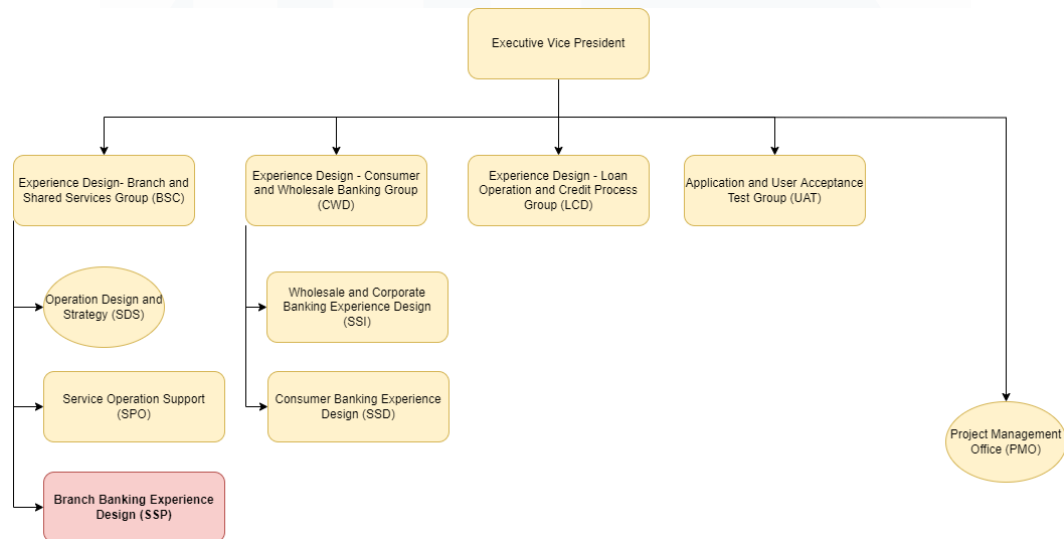 Executive Vice President
Experience Design- Branch and
Shared Services Group (BSC)
Experience Design - Consumer
and Wholesale Banking Group
(CWD)
Experience Design - Loan
Operation and Credit Process
Group (LCD)
Application and User Acceptance
Test Group (UAT)
Operation Design and
Strategy (SDS)
Wholesale and Corporate
Banking Experience Design
(SSI)
Service Operation Support
(SPO)
Consumer Banking Experience
Design (SSD)
Project Management
Office (PMO)
Branch Banking Experience
Design (SSP)